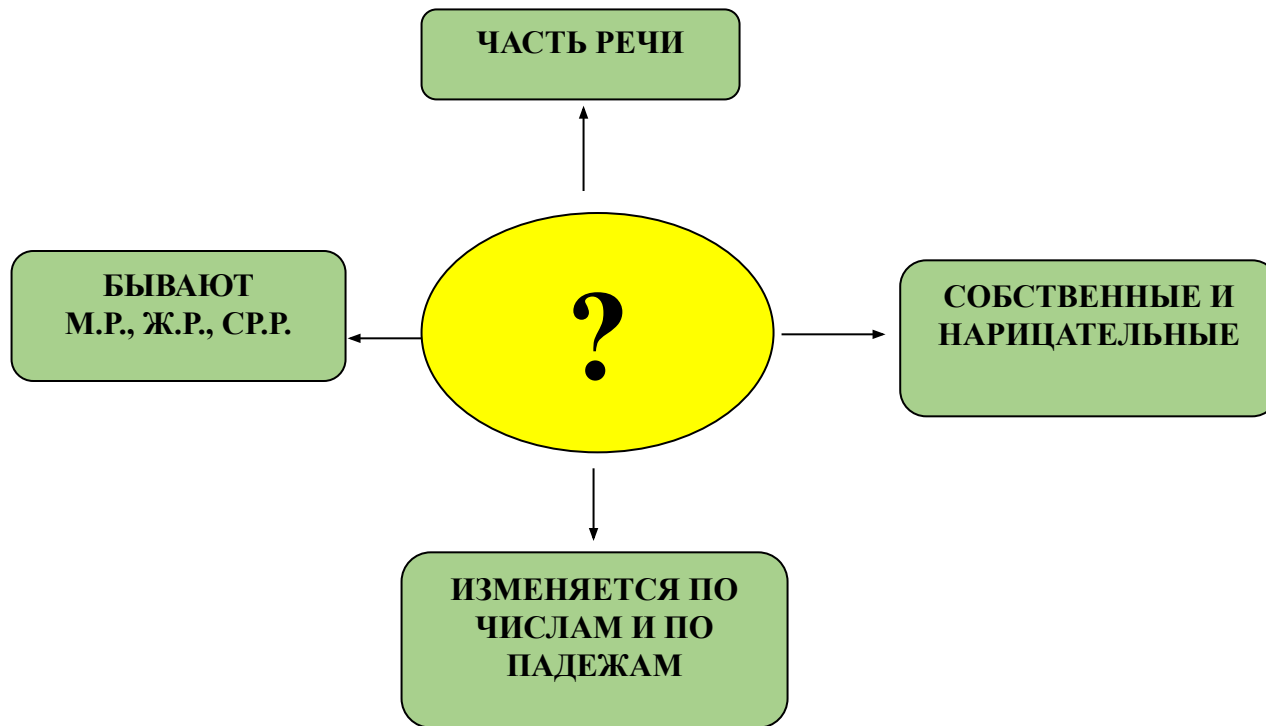 ЧАСТЬ РЕЧИ
БЫВАЮТ
М.Р., Ж.Р., СР.Р.
?
СОБСТВЕННЫЕ И
НАРИЦАТЕЛЬНЫЕ
ИЗМЕНЯЕТСЯ ПО
ЧИСЛАМ И ПО
ПАДЕЖАМ